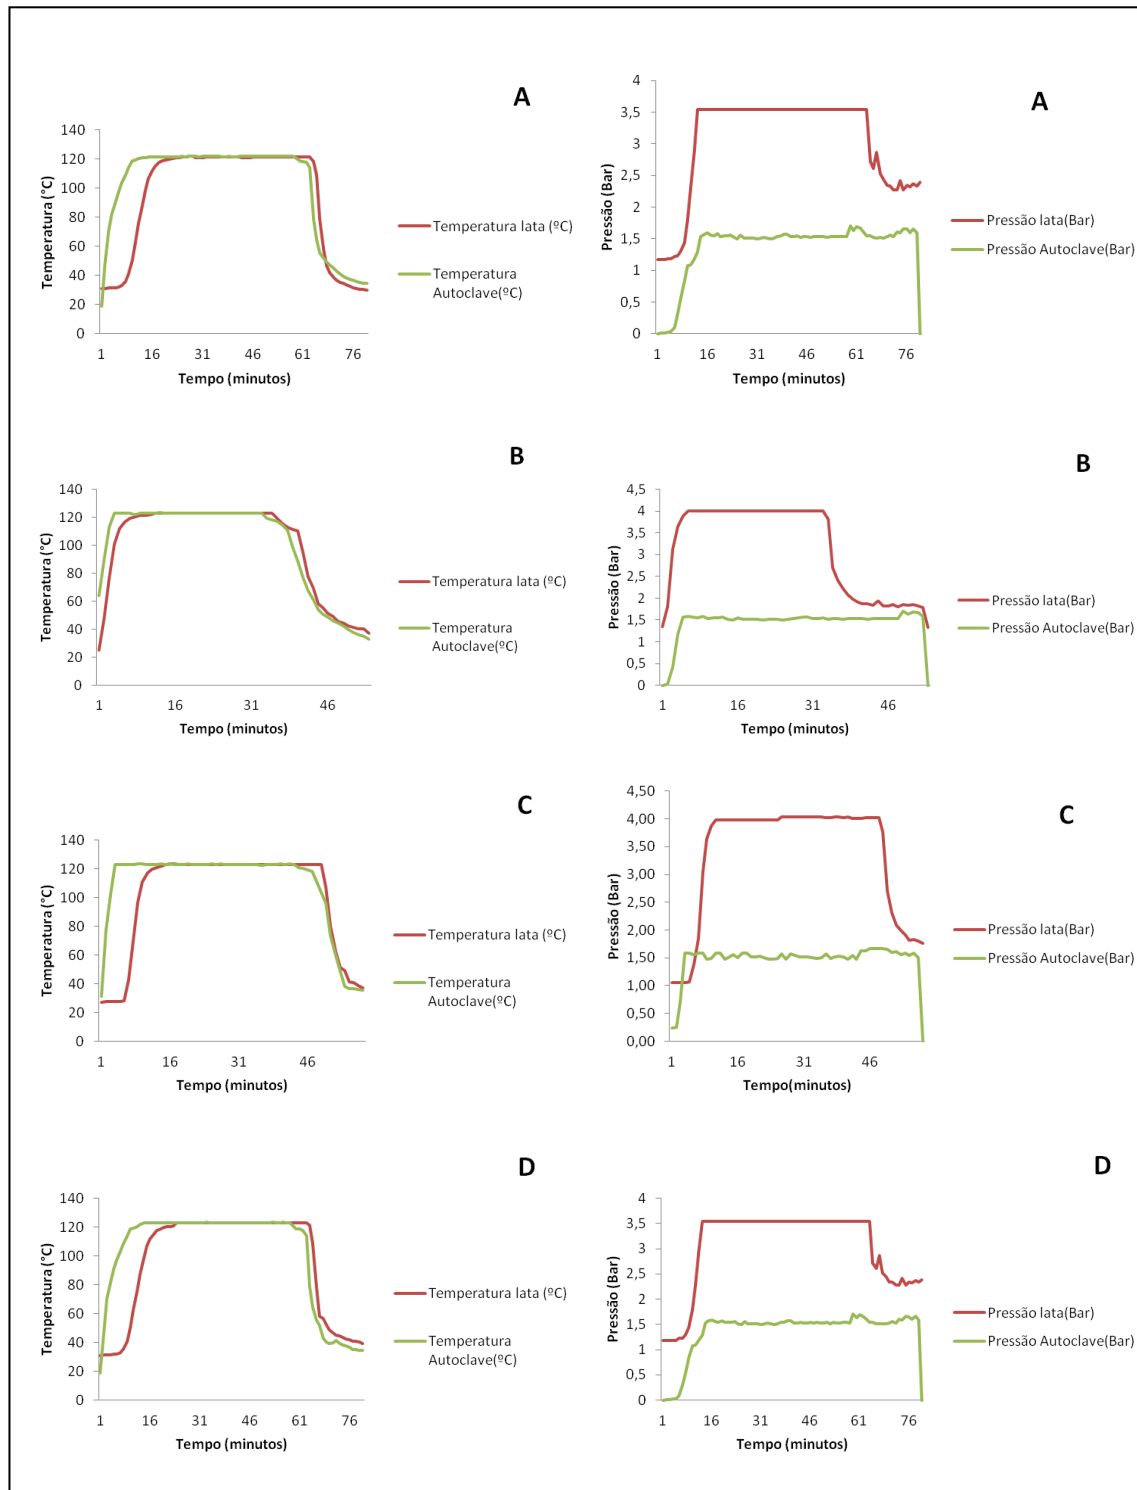 A
140
120
100
80
60
40
20
0
Temperatura (°C)
1 16 31 46 61 76
Tempo (minutos)
Temperatura lata (ºC)
Temperatura
Autoclave(ºC)
A
4
3,5
3
2,5
2
1,5
1
0,5
0
Pressão (Bar)
1 16 31 46 61 76
Tempo (minutos)
Pressão lata(Bar)
Pressão Autoclave(Bar)
B
140
120
100
80
60
40
20
0
Temperatura (°C)
1 16 31 46
Tempo (minutos)
Temperatura lata (ºC)
Temperatura
Autoclave(ºC)
B
4,5
4
3,5
3
2,5
2
1,5
1
0,5
0
Pressão (Bar)
1 16 31 46
Tempo (minutos)
Pressão lata(Bar)
Pressão Autoclave(Bar)
C
140
120
100
80
60
40
20
0
Temperatura (°C)
1 16 31 46
Tempo (minutos)
Temperatura lata (ºC)
Temperatura
Autoclave(ºC)
C
4,50
4,00
3,50
3,00
2,50
2,00
1,50
1,00
0,50
0,00
Pressão (Bar)
1 16 31 46
Tempo(minutos)
Pressão lata(Bar)
Pressão Autoclave(Bar)
D
140
120
100
80
60
40
20
0
Temperatura (°C)
1 16 31 46 61 76
Tempo (minutos)
Temperatura lata (ºC)
Temperatura
Autoclave(ºC)
D
4
3,5
3
2,5
2
1,5
1
0,5
0
Pressão (Bar)
1 16 31 46 61 76
Tempo (minutos)
Pressão lata(Bar)
Pressão Autoclave(Bar)